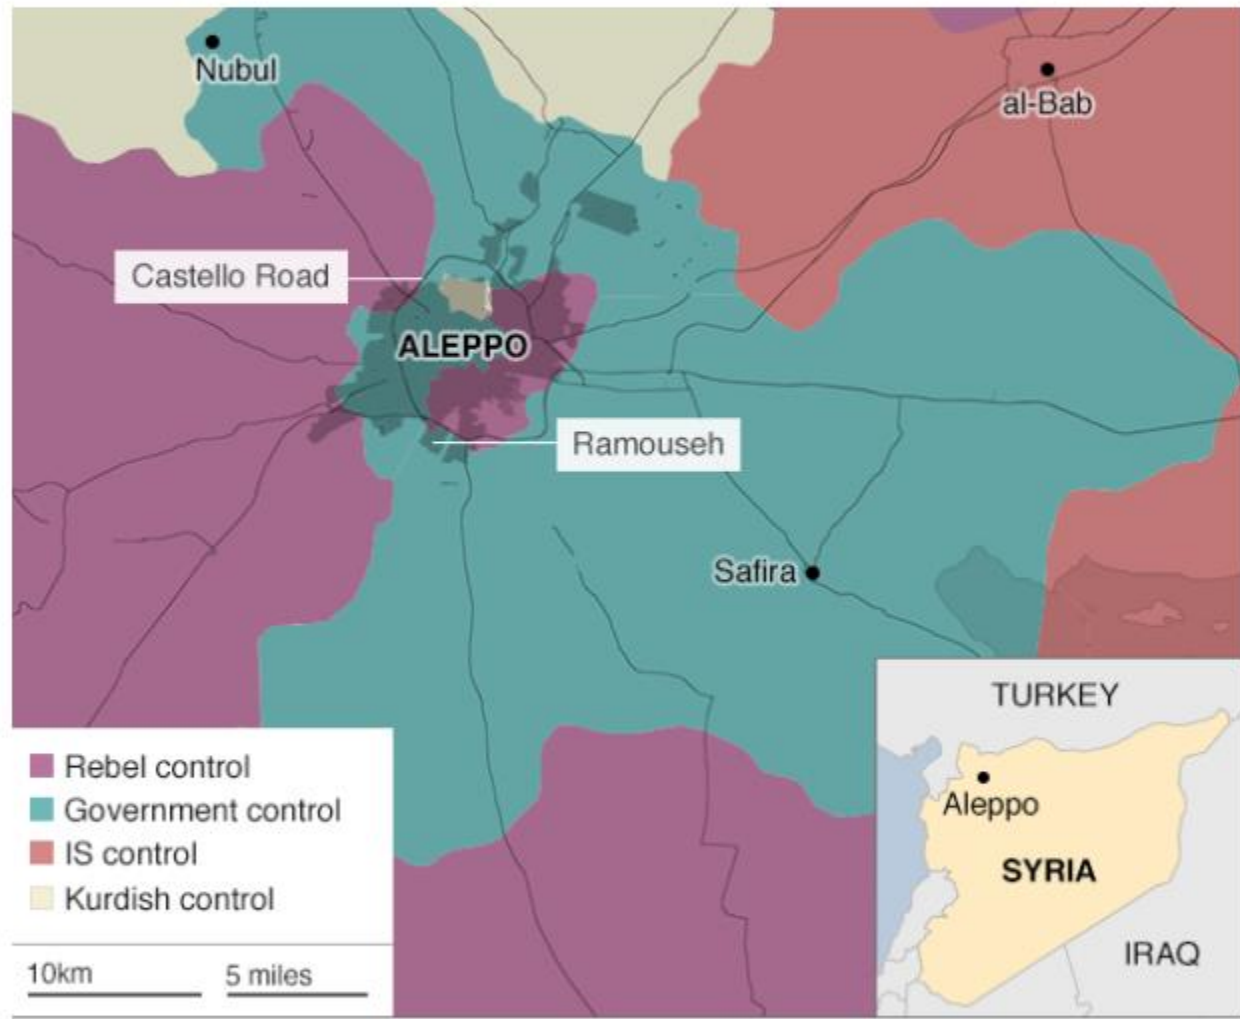 Nubul
al-Bab
Castello Road
ALEPPO
Ramouseh
Safira
Rebel control
Government control
IS control
Kurdish control
10km 5 miles
TURKEY
Aleppo
SYRIA
IRAQ